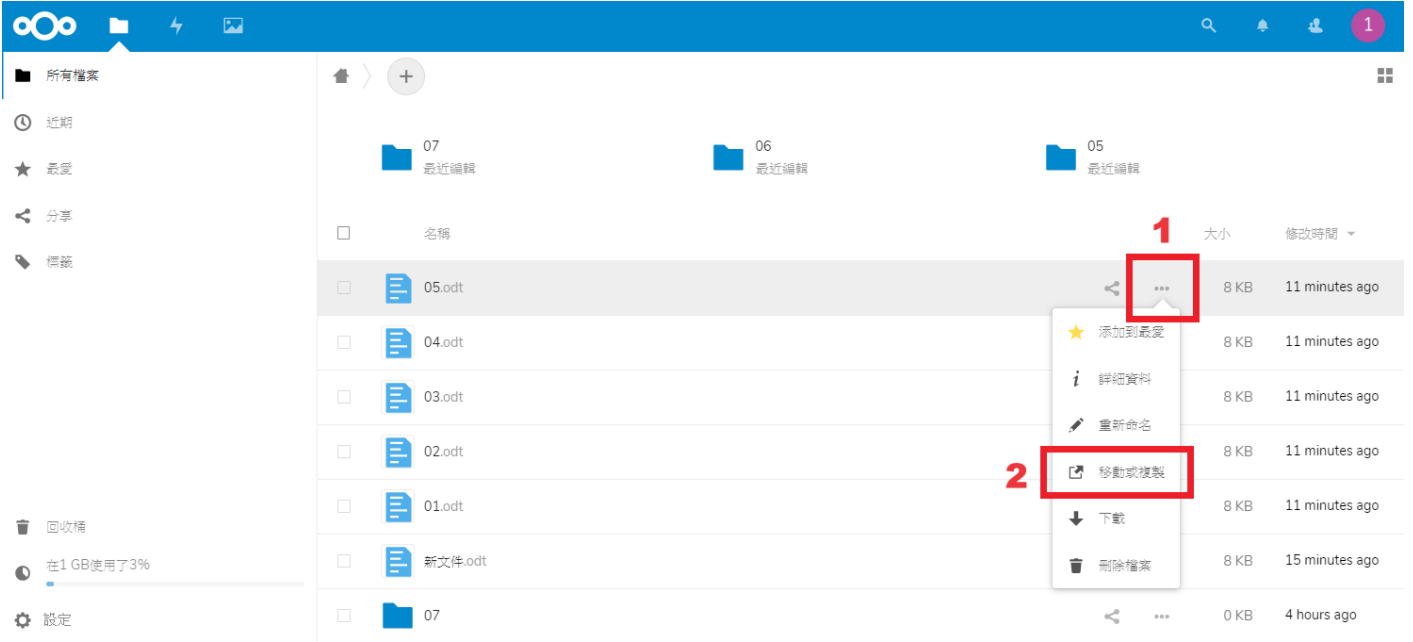 1
所有檔案
近期
最愛
分享
標籤
回收桶
在1 GB使用了3%
設定
07
最近編輯
06
最近編輯
05
最近編輯
1
名稱 大小 修改時間
05.odt 8 KB 11 minutes ago
04.odt 8 KB 11 minutes ago
03.odt 8 KB 11 minutes ago
02.odt 8 KB 11 minutes ago
01.odt 8 KB 11 minutes ago
新文件.odt 8 KB 15 minutes ago
07 0 KB 4 hours ago
添加到最愛
詳細資料
重新命名
2 移動或複製
下載
刪除檔案